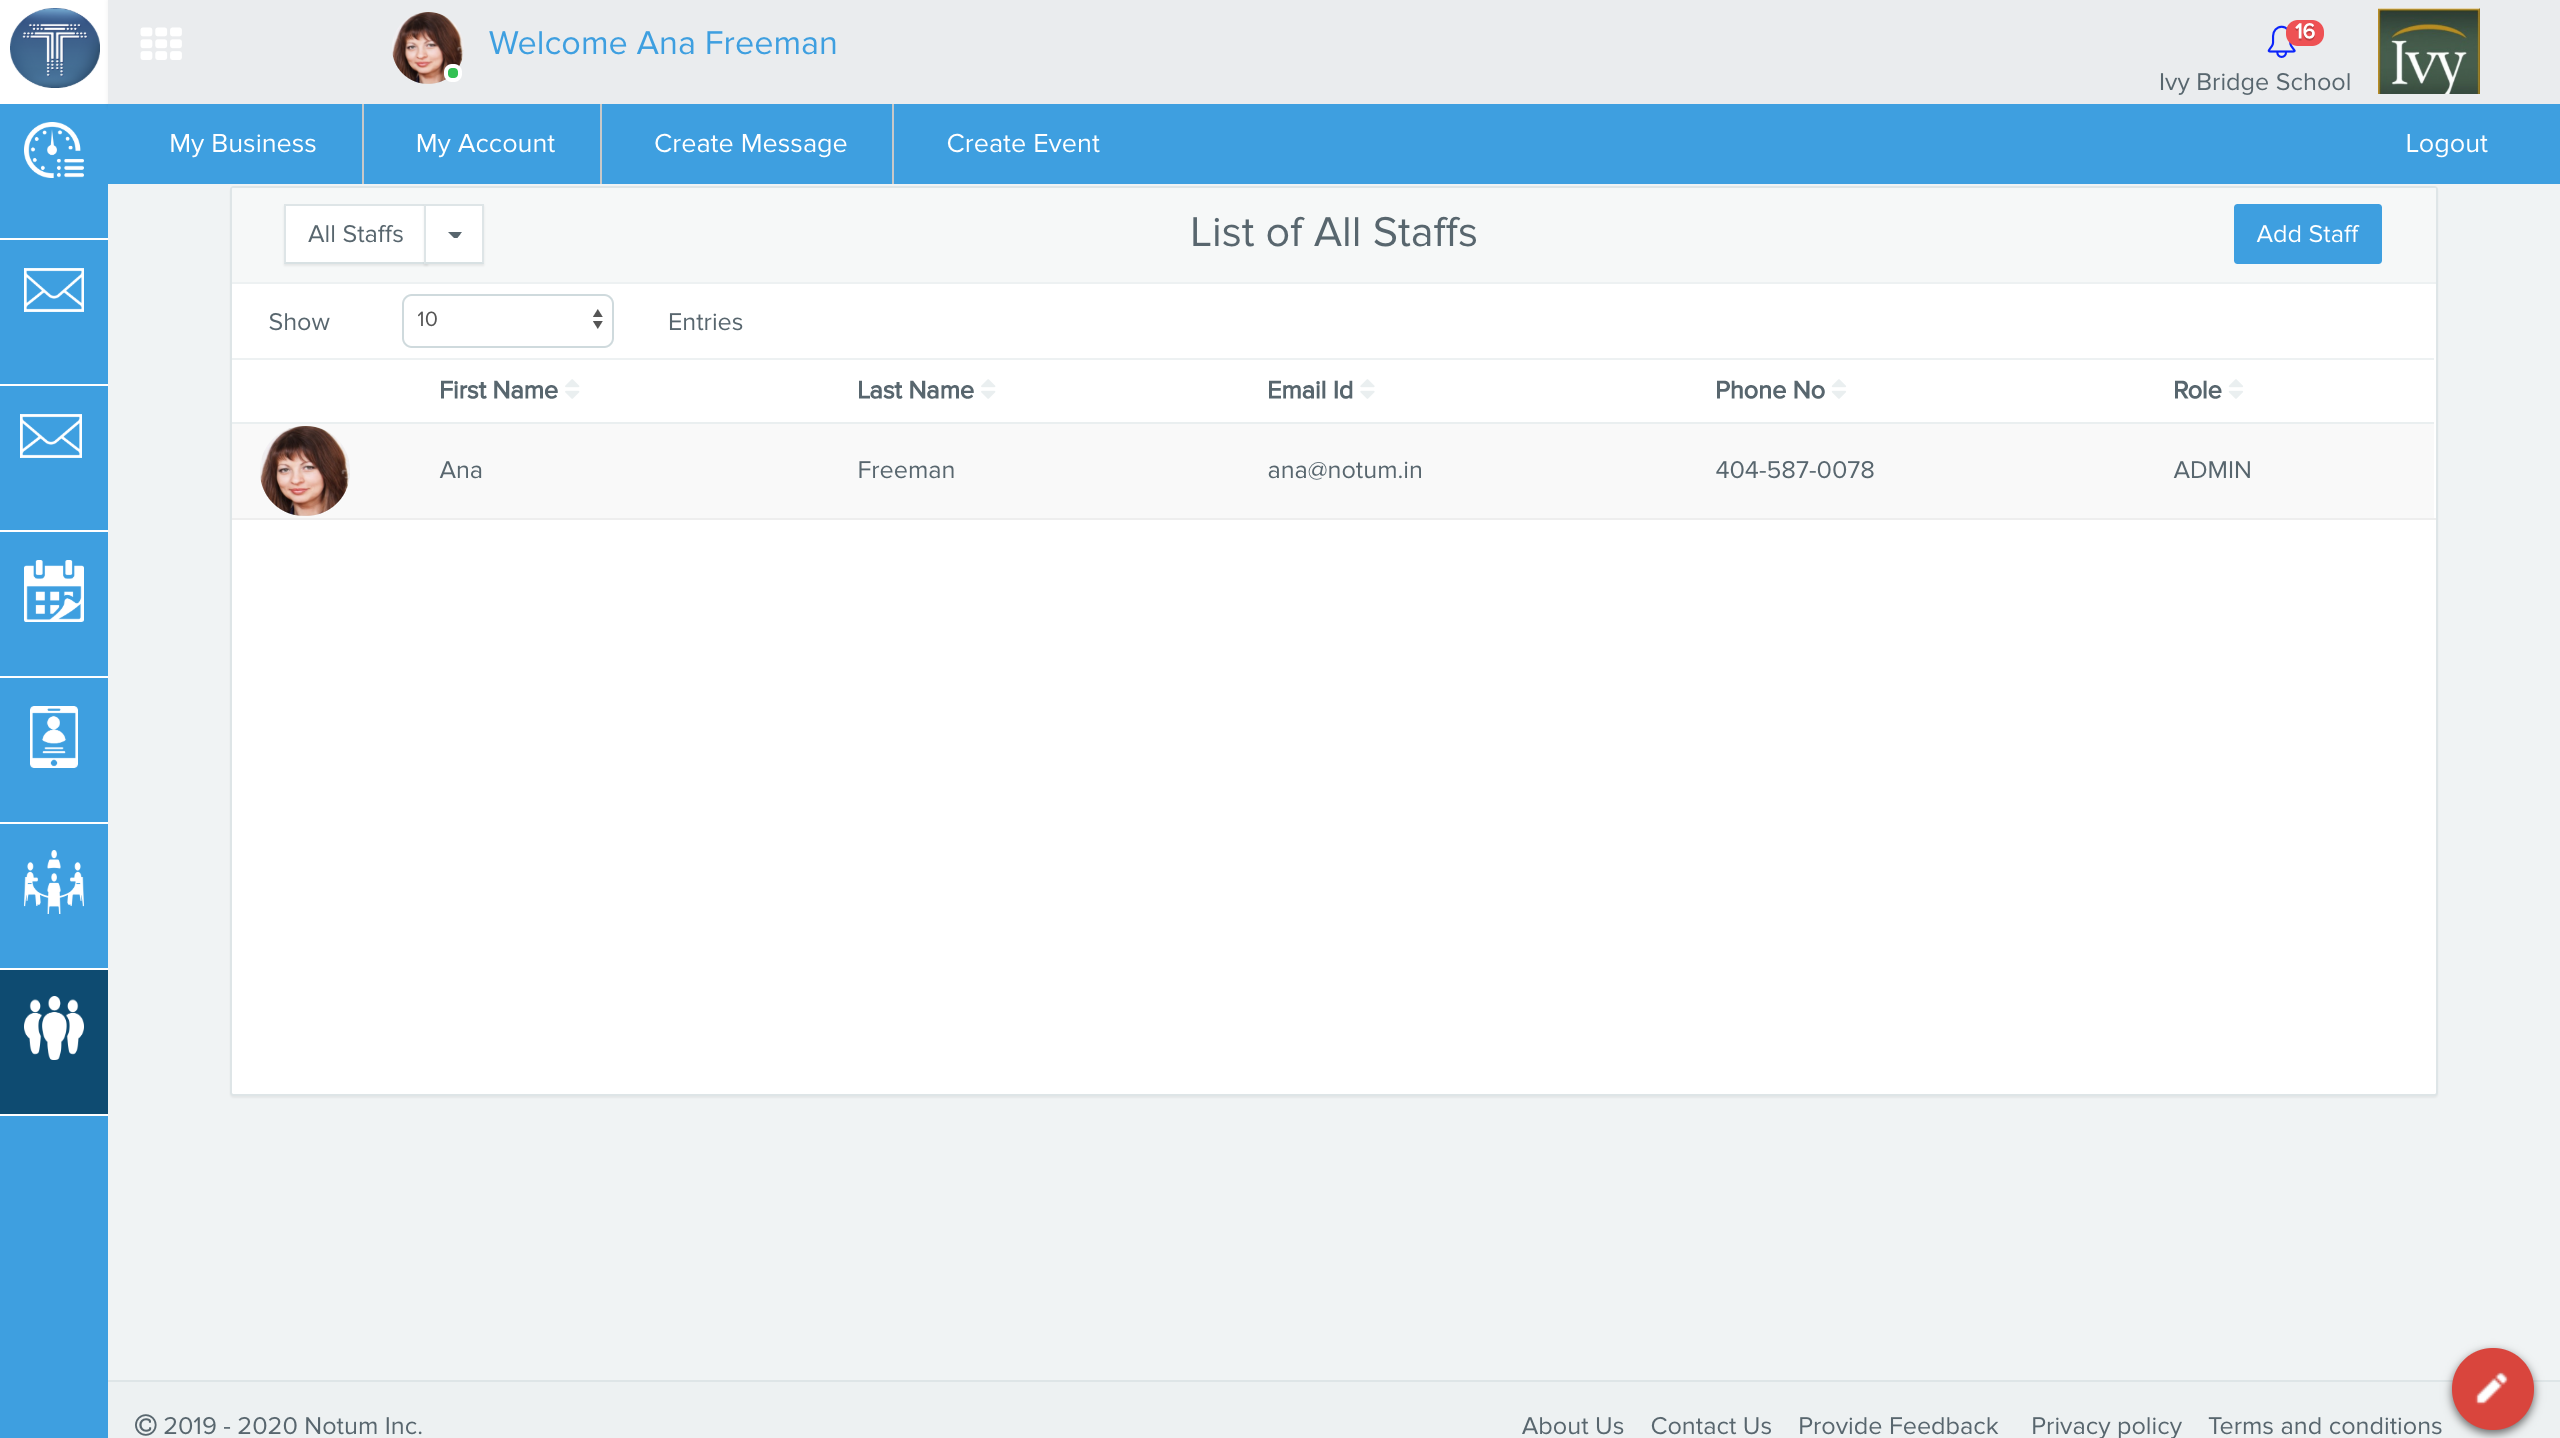 T
Welcome Ana Freeman
16
Ivy Bridge School
Ivy
My Business
My Account
Create Message
Create Event
Logout
All Staffs
List of All Staffs
Add Staff
Show
10
Entries
First Name
Last Name
Email Id
Phone No
Role
Ana
Freeman
ana@notum.in
404-587-0078
ADMIN
© 2019 - 2020 Notum Inc.
About Us
Contact Us
Provide Feedback
Privacy policy
Terms and conditions